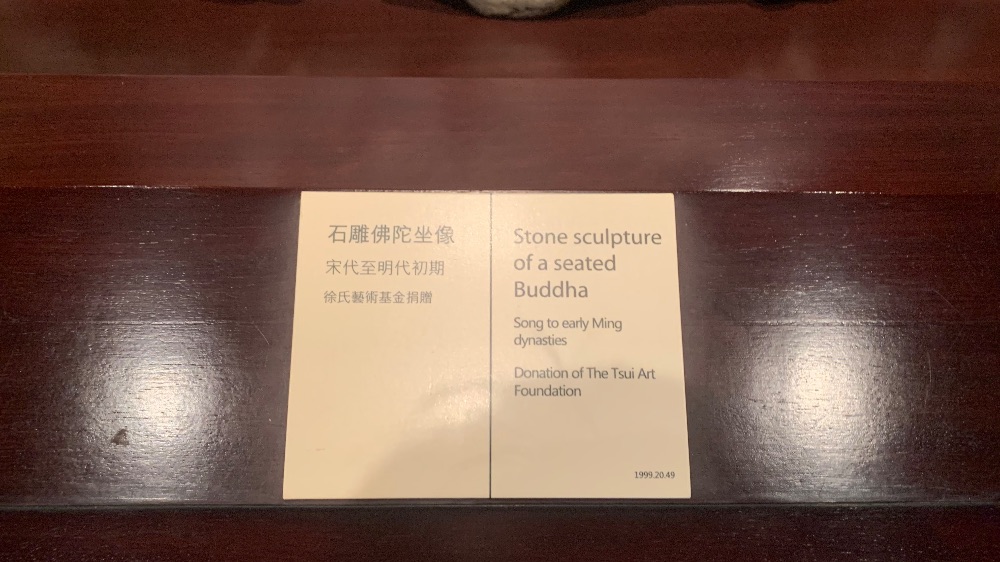 石雕佛陀坐像
宋代至明代初期
徐氏藝術基金捐贈
Stone sculpture
of a seated
Buddha
Song to early Ming
dynasties
Donation of The Tsui Art
Foundation
1999.20.49